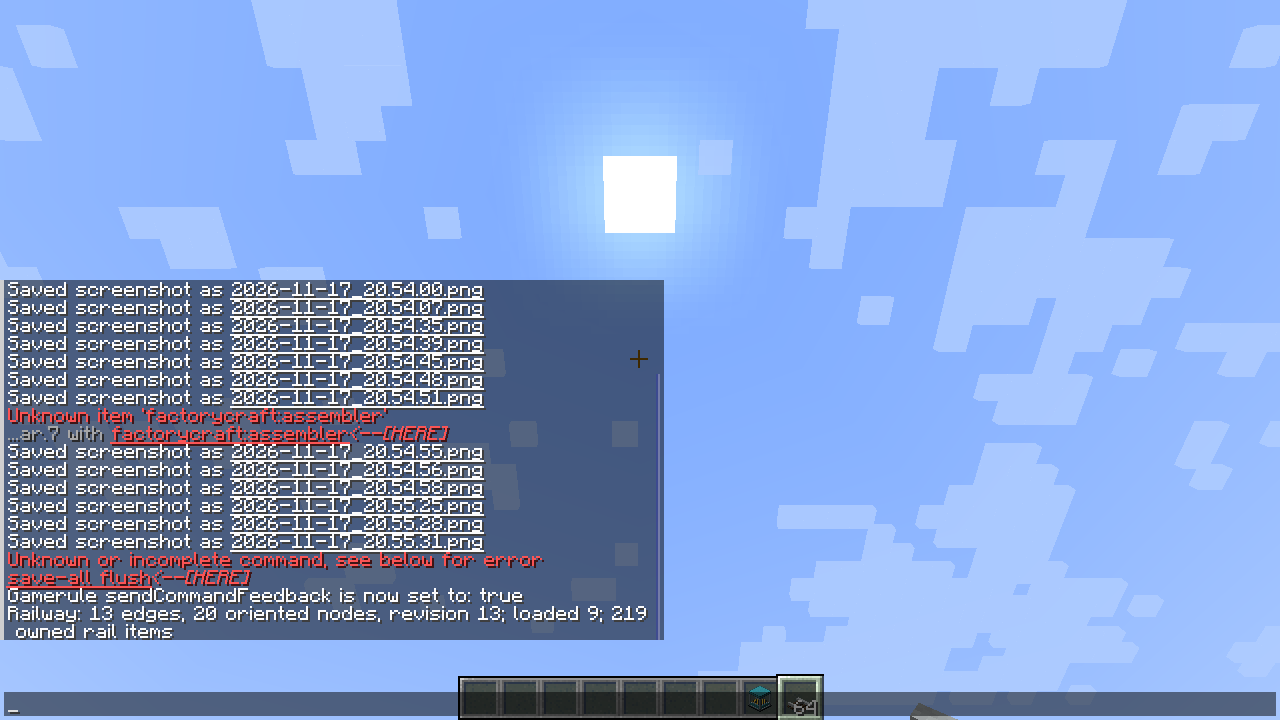 Saved screenshot as 2026-11-17_20.54.00.png
Saved screenshot as 2026-11-17_20.54.07.png
Saved screenshot as 2026-11-17_20.54.35.png
Saved screenshot as 2026-11-17_20.54.39.png
Saved screenshot as 2026-11-17_20.54.45.png
Saved screenshot as 2026-11-17_20.54.48.png
Saved screenshot as 2026-11-17_20.54.51.png
Unknown item 'factorycraft:assembler'
...ar.7 with factorycraft:assembler<--[HERE]
Saved screenshot as 2026-11-17_20.54.55.png
Saved screenshot as 2026-11-17_20.54.56.png
Saved screenshot as 2026-11-17_20.54.58.png
Saved screenshot as 2026-11-17_20.55.25.png
Saved screenshot as 2026-11-17_20.55.28.png
Saved screenshot as 2026-11-17_20.55.31.png
Unknown or incomplete command, see below for error
save-all flush<--[HERE]
Gamerule sendCommandFeedback is now set to: true
Railway: 13 edges, 20 oriented nodes, revision 13; loaded 9; 219
owned rail items
64
_